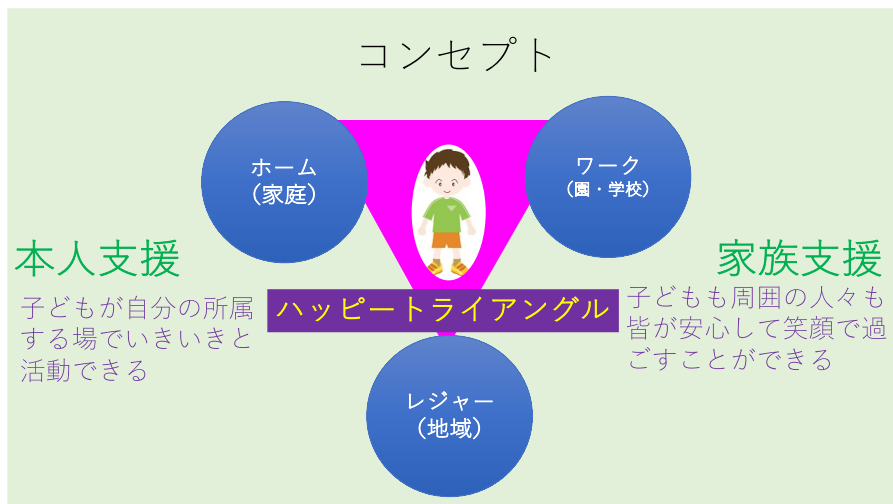 コンセプト
ホーム
（家庭）
ワーク
（園・学校）
本人支援
子どもが自分の所属
する場でいきいきと
活動できる
ハッピートライアングル
家族支援
子どもも周囲の人々も
皆が安心して笑顔で過
ごすことができる
レジャー
（地域）